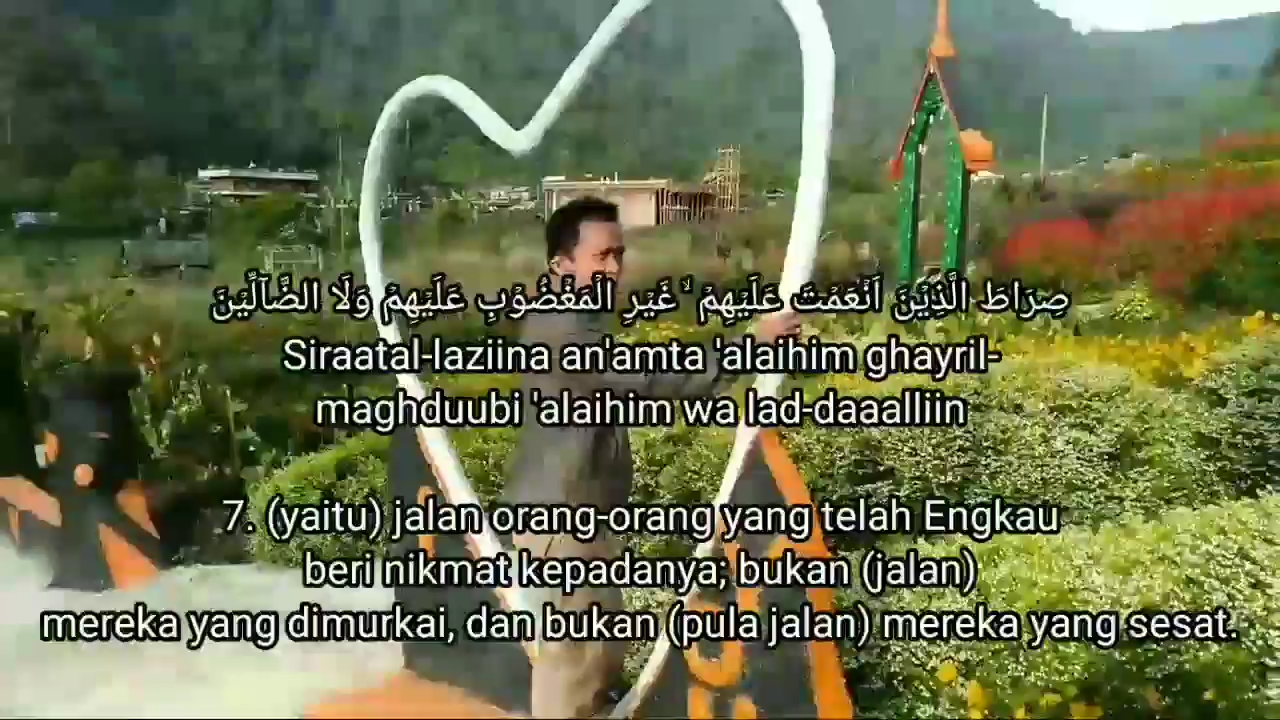 صِرَاطَ الَّذِيْنَ اَنْعَمْتَ عَلَيْهِمْ ۙ غَيْرِ الْمَغْضُوْبِ عَلَيْهِمْ وَلَا الضَّاۤلِّيْنَ
Siraatal-laziina an'amta 'alaihim ghayril-
maghduubi 'alaihim wa lad-daaalliin
7. (yaitu) jalan orang-orang yang telah Engkau
beri nikmat kepadanya; bukan (jalan)
mereka yang dimurkai, dan bukan (pula jalan) mereka yang sesat.